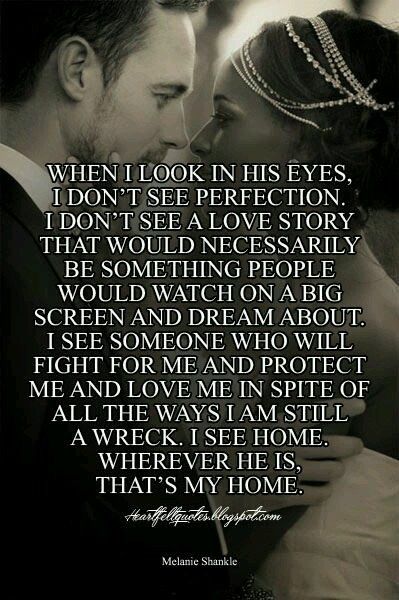 WHEN I LOOK IN HIS EYES,
I DON'T SEE PERFECTION.
I DON'T SEE A LOVE STORY
THAT WOULD NECESSARILY
BE SOMETHING PEOPLE
WOULD WATCH ON A BIG
SCREEN AND DREAM ABOUT.
I SEE SOMEONE WHO WILL
FIGHT FOR ME AND PROTECT
ME AND LOVE ME IN SPITE OF
ALL THE WAYS I AM STILL
A WRECK. I SEE HOME.
WHEREVER HE IS,
THAT'S MY HOME.
Heartfeltquotes.blogspot.com
Melanie Shankle